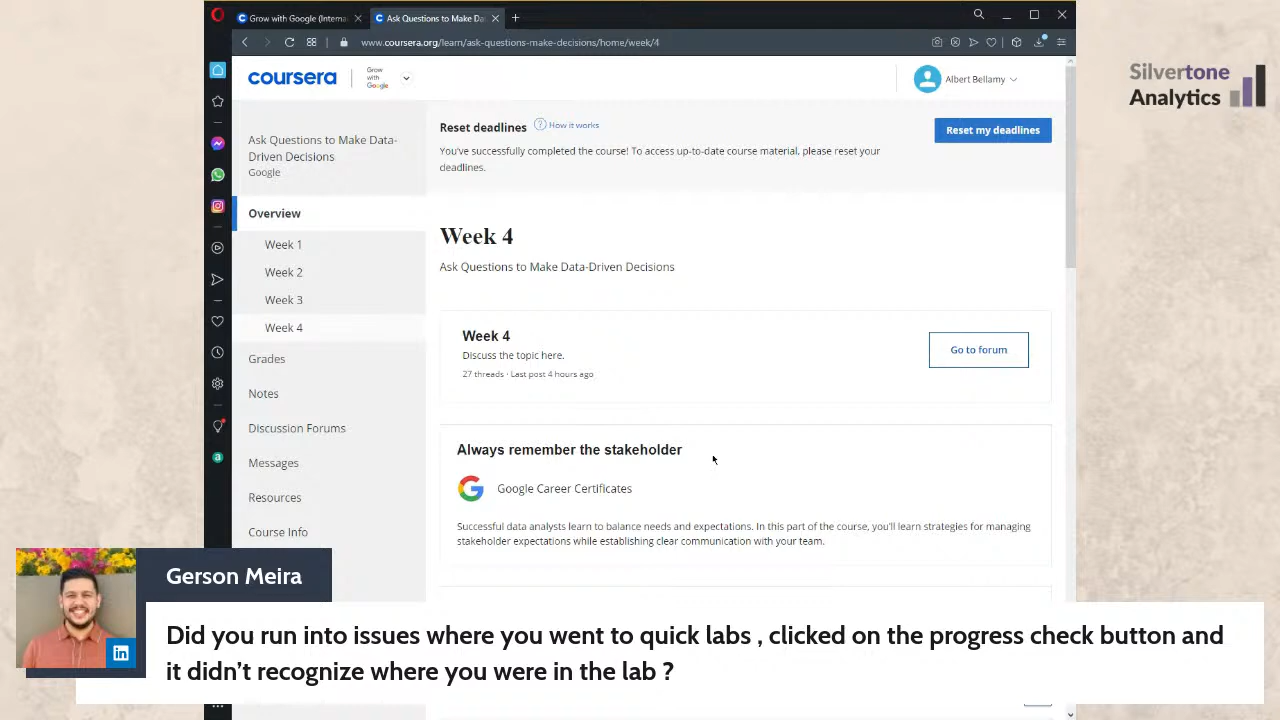 Grow with Google (Interna
Ask Questions to Make Da
www.coursera.org/learn/ask-questions-make-decisions/home/week/4
coursera
Grow
with
Google
Albert Bellamy
Silvertone
Analytics
Ask Questions to Make Data-
Driven Decisions
Google
Overview
Week 1
Week 2
Week 3
Week 4
Grades
Notes
Discussion Forums
Messages
Resources
Course Info
Reset deadlines
? How it works
You've successfully completed the course! To access up-to-date course material, please reset your
deadlines.
Reset my deadlines
Week 4
Ask Questions to Make Data-Driven Decisions
Week 4
Discuss the topic here.
27 threads · Last post 4 hours ago
Go to forum
Always remember the stakeholder
Google Career Certificates
Successful data analysts learn to balance needs and expectations. In this part of the course, you'll learn strategies for managing
stakeholder expectations while establishing clear communication with your team.
Gerson Meira
in
Did you run into issues where you went to quick labs , clicked on the progress check button and
it didn't recognize where you were in the lab ?